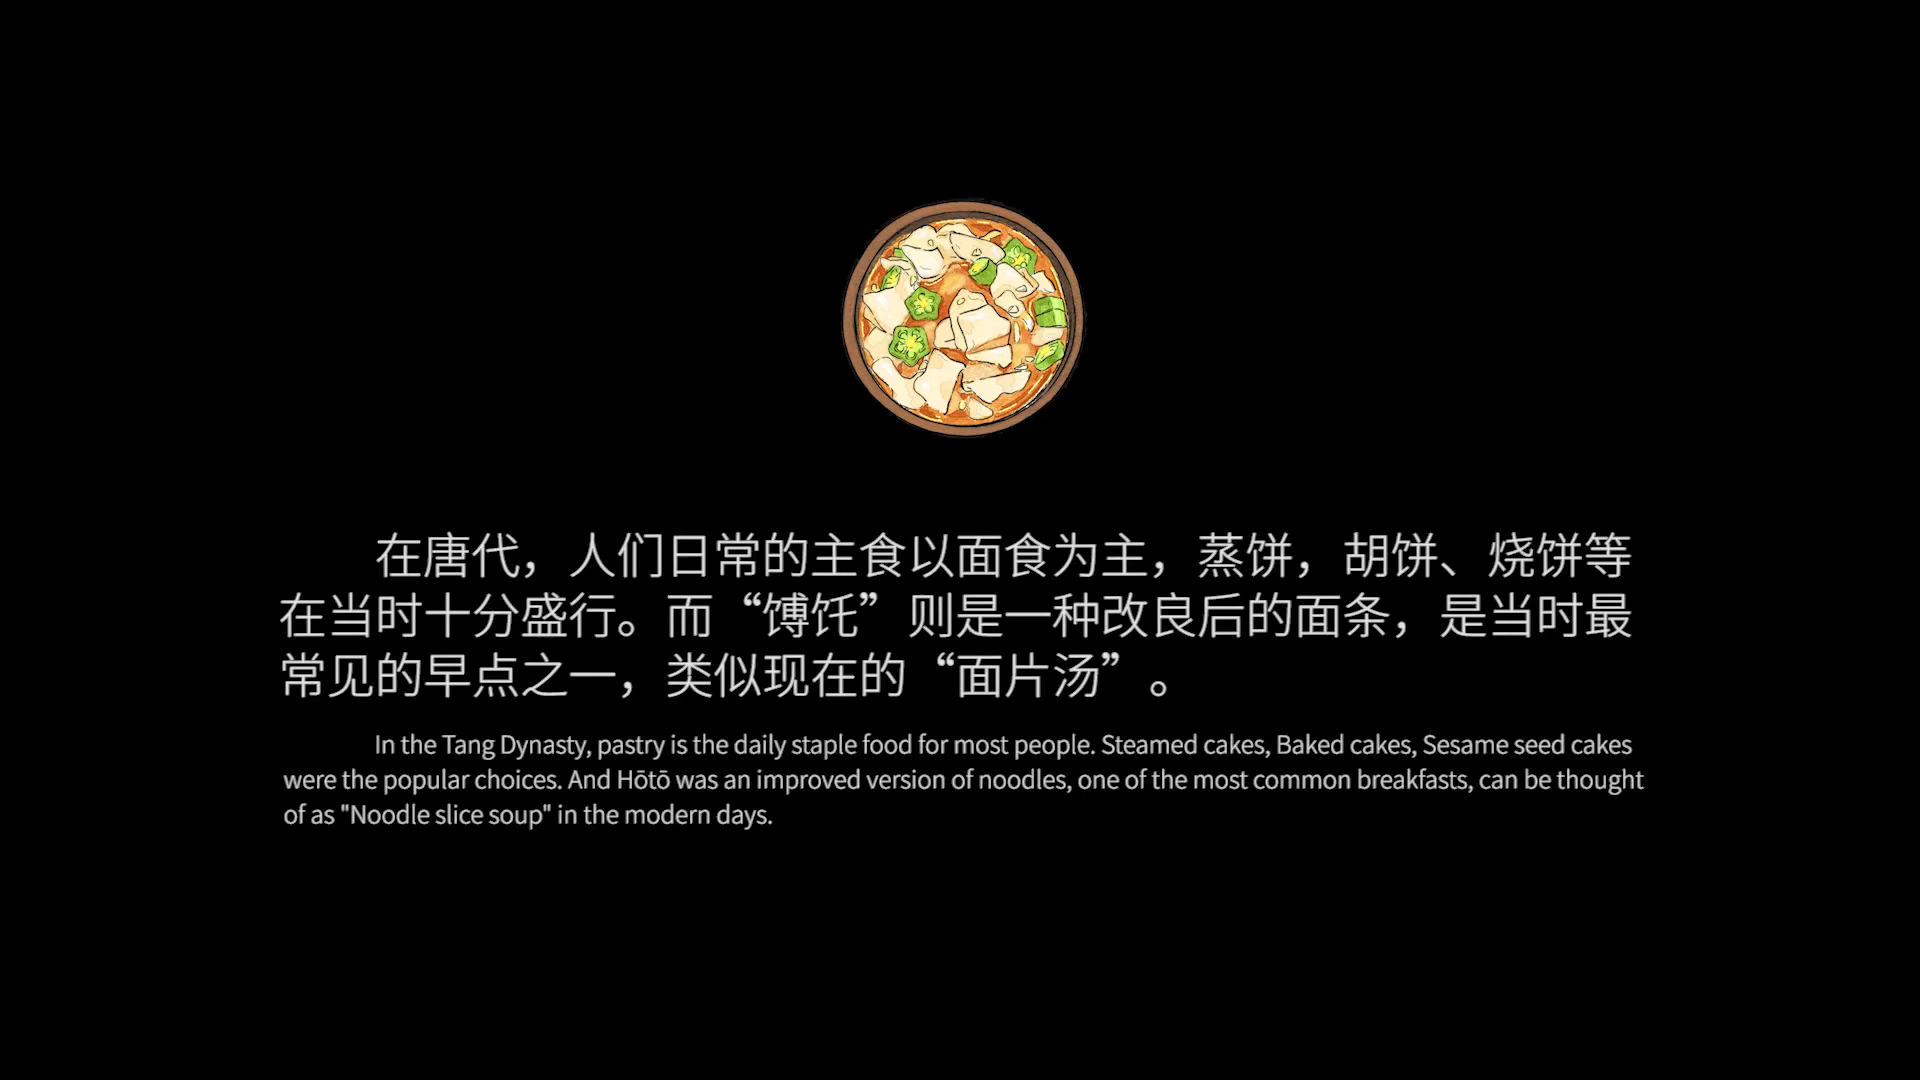 在唐代，人们日常的主食以面食为主，蒸饼，胡饼、烧饼等
在当时十分盛行。而“馎饦”则是一种改良后的面条，是当时最
常见的早点之一，类似现在的“面片汤”。
In the Tang Dynasty, pastry is the daily staple food for most people. Steamed cakes, Baked cakes, Sesame seed cakes
were the popular choices. And Hōtō was an improved version of noodles, one of the most common breakfasts, can be thought
of as "Noodle slice soup" in the modern days.